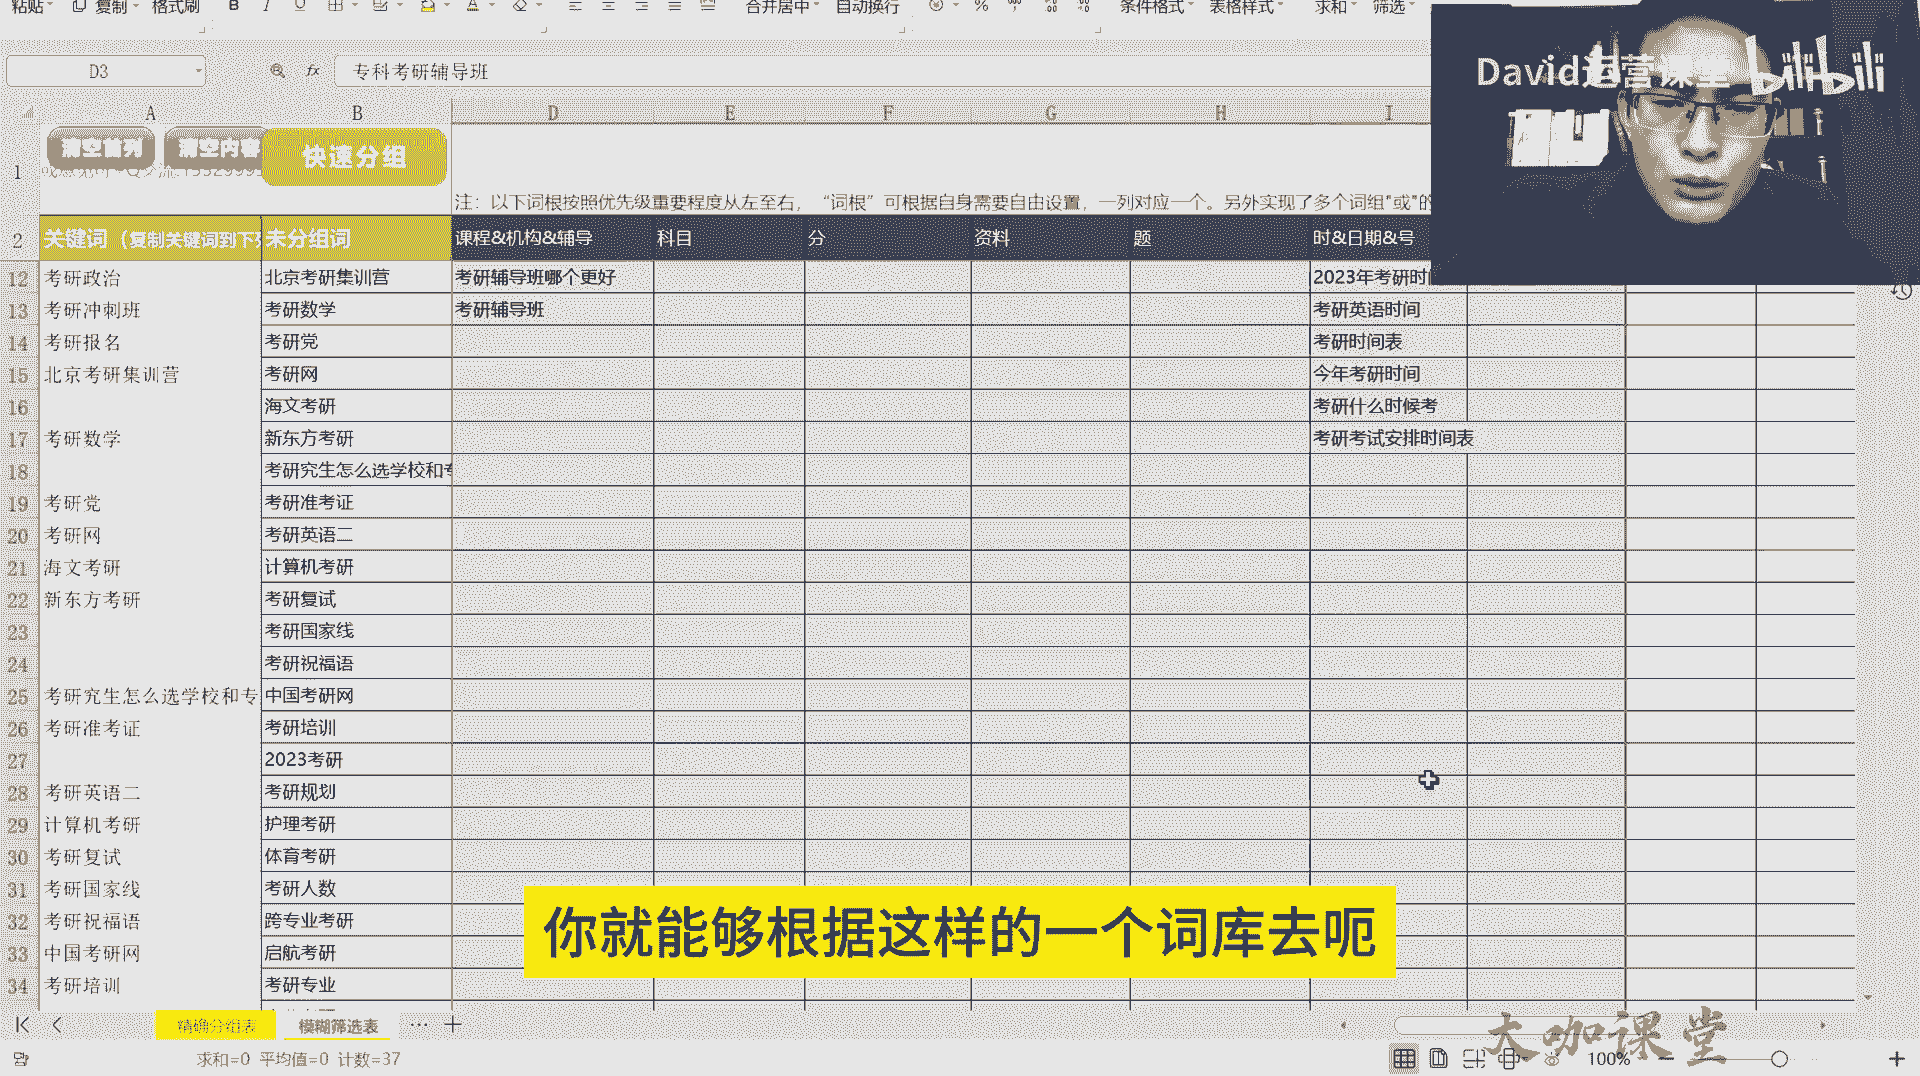 粘贴 复制 格式刷 B I U A 合并居中 自动换行 % 条件格式 表格样式 求和 筛选
D3 fx 专科考研辅导班
David运营课堂 bilibili
A B D E F G H I
1 清空首列 清空内容 快速分组
注：以下词根按照优先级重要程度从左至右，“词根”可根据自身需要自由设置，一列对应一个。另外实现了多个词组"或"的
2 关键词（复制关键词到下 未分组词 课程&机构&辅导 科目 分 资料 题 时&日期&号
12 考研政治 北京考研集训营 考研辅导班哪个更好 2023年考研时
13 考研冲刺班 考研数学 考研辅导班 考研英语时间
14 考研报名 考研党 考研时间表
15 北京考研集训营 考研网 今年考研时间
16 海文考研 考研什么时候考
17 考研数学 新东方考研 考研考试安排时间表
18 考研究生怎么选学校和专
19 考研党 考研准考证
20 考研网 考研英语二
21 海文考研 计算机考研
22 新东方考研 考研复试
23 考研国家线
24 考研祝福语
25 考研究生怎么选学校和专 中国考研网
26 考研准考证 考研培训
27 2023考研
28 考研英语二 考研规划
29 计算机考研 护理考研
30 考研复试 体育考研
31 考研国家线 考研人数
32 考研祝福语 跨专业考研
33 中国考研网 启航考研
34 考研培训 考研专业
你就能够根据这样的一个词库去呃
精确分组表 模糊筛选表 ··· +
大咖课堂
求和=0 平均值=0 计数=37 100%